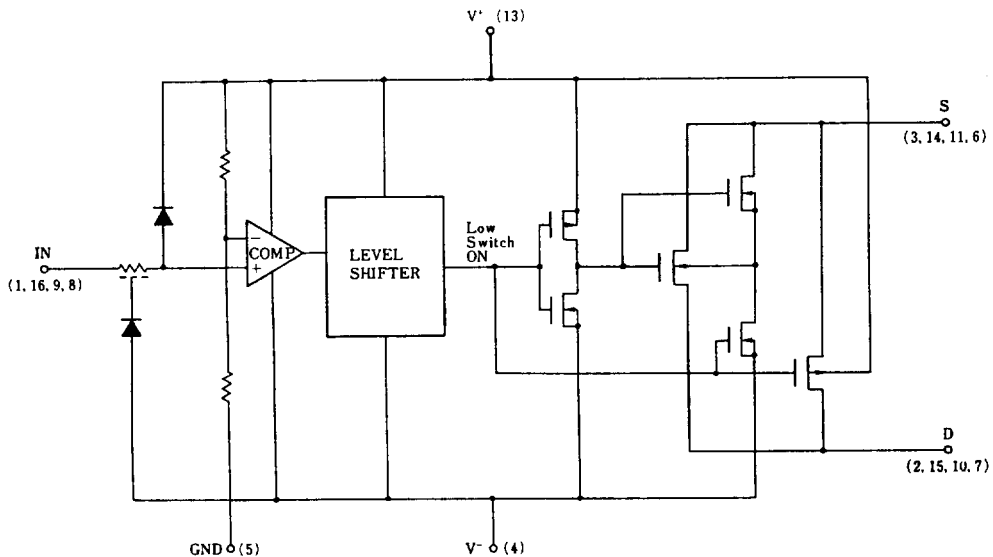 V⁺ (13)
S
(3, 14, 11, 6)
IN
(1, 16, 9, 8)
−
COMP
+
LEVEL
SHIFTER
Low
Switch
ON
D
(2, 15, 10, 7)
GND (5)
V⁻ (4)